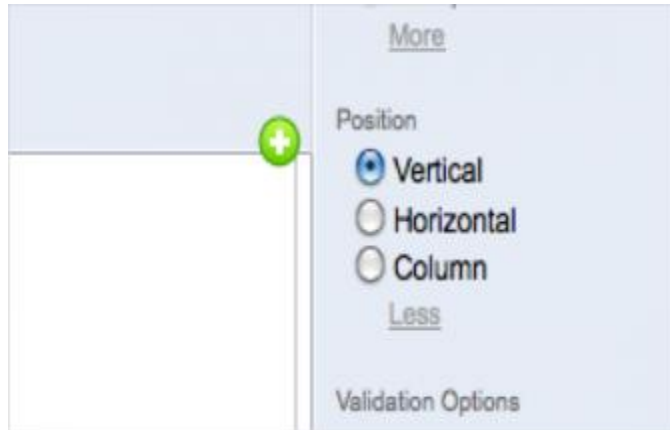 More
Position
Vertical
Horizontal
Column
Less
Validation Options